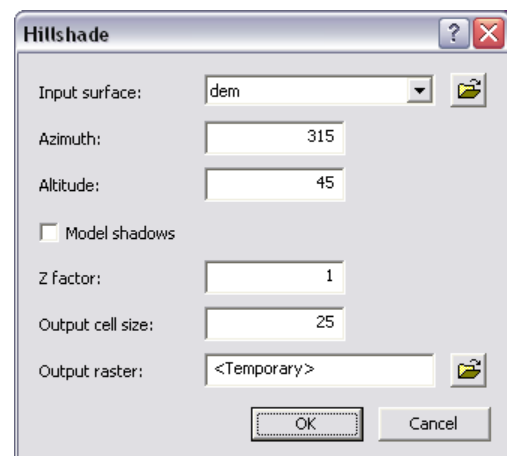 Hillshade
Input surface: dem
Azimuth: 315
Altitude: 45
Model shadows
Z factor: 1
Output cell size: 25
Output raster: <Temporary>
OK Cancel